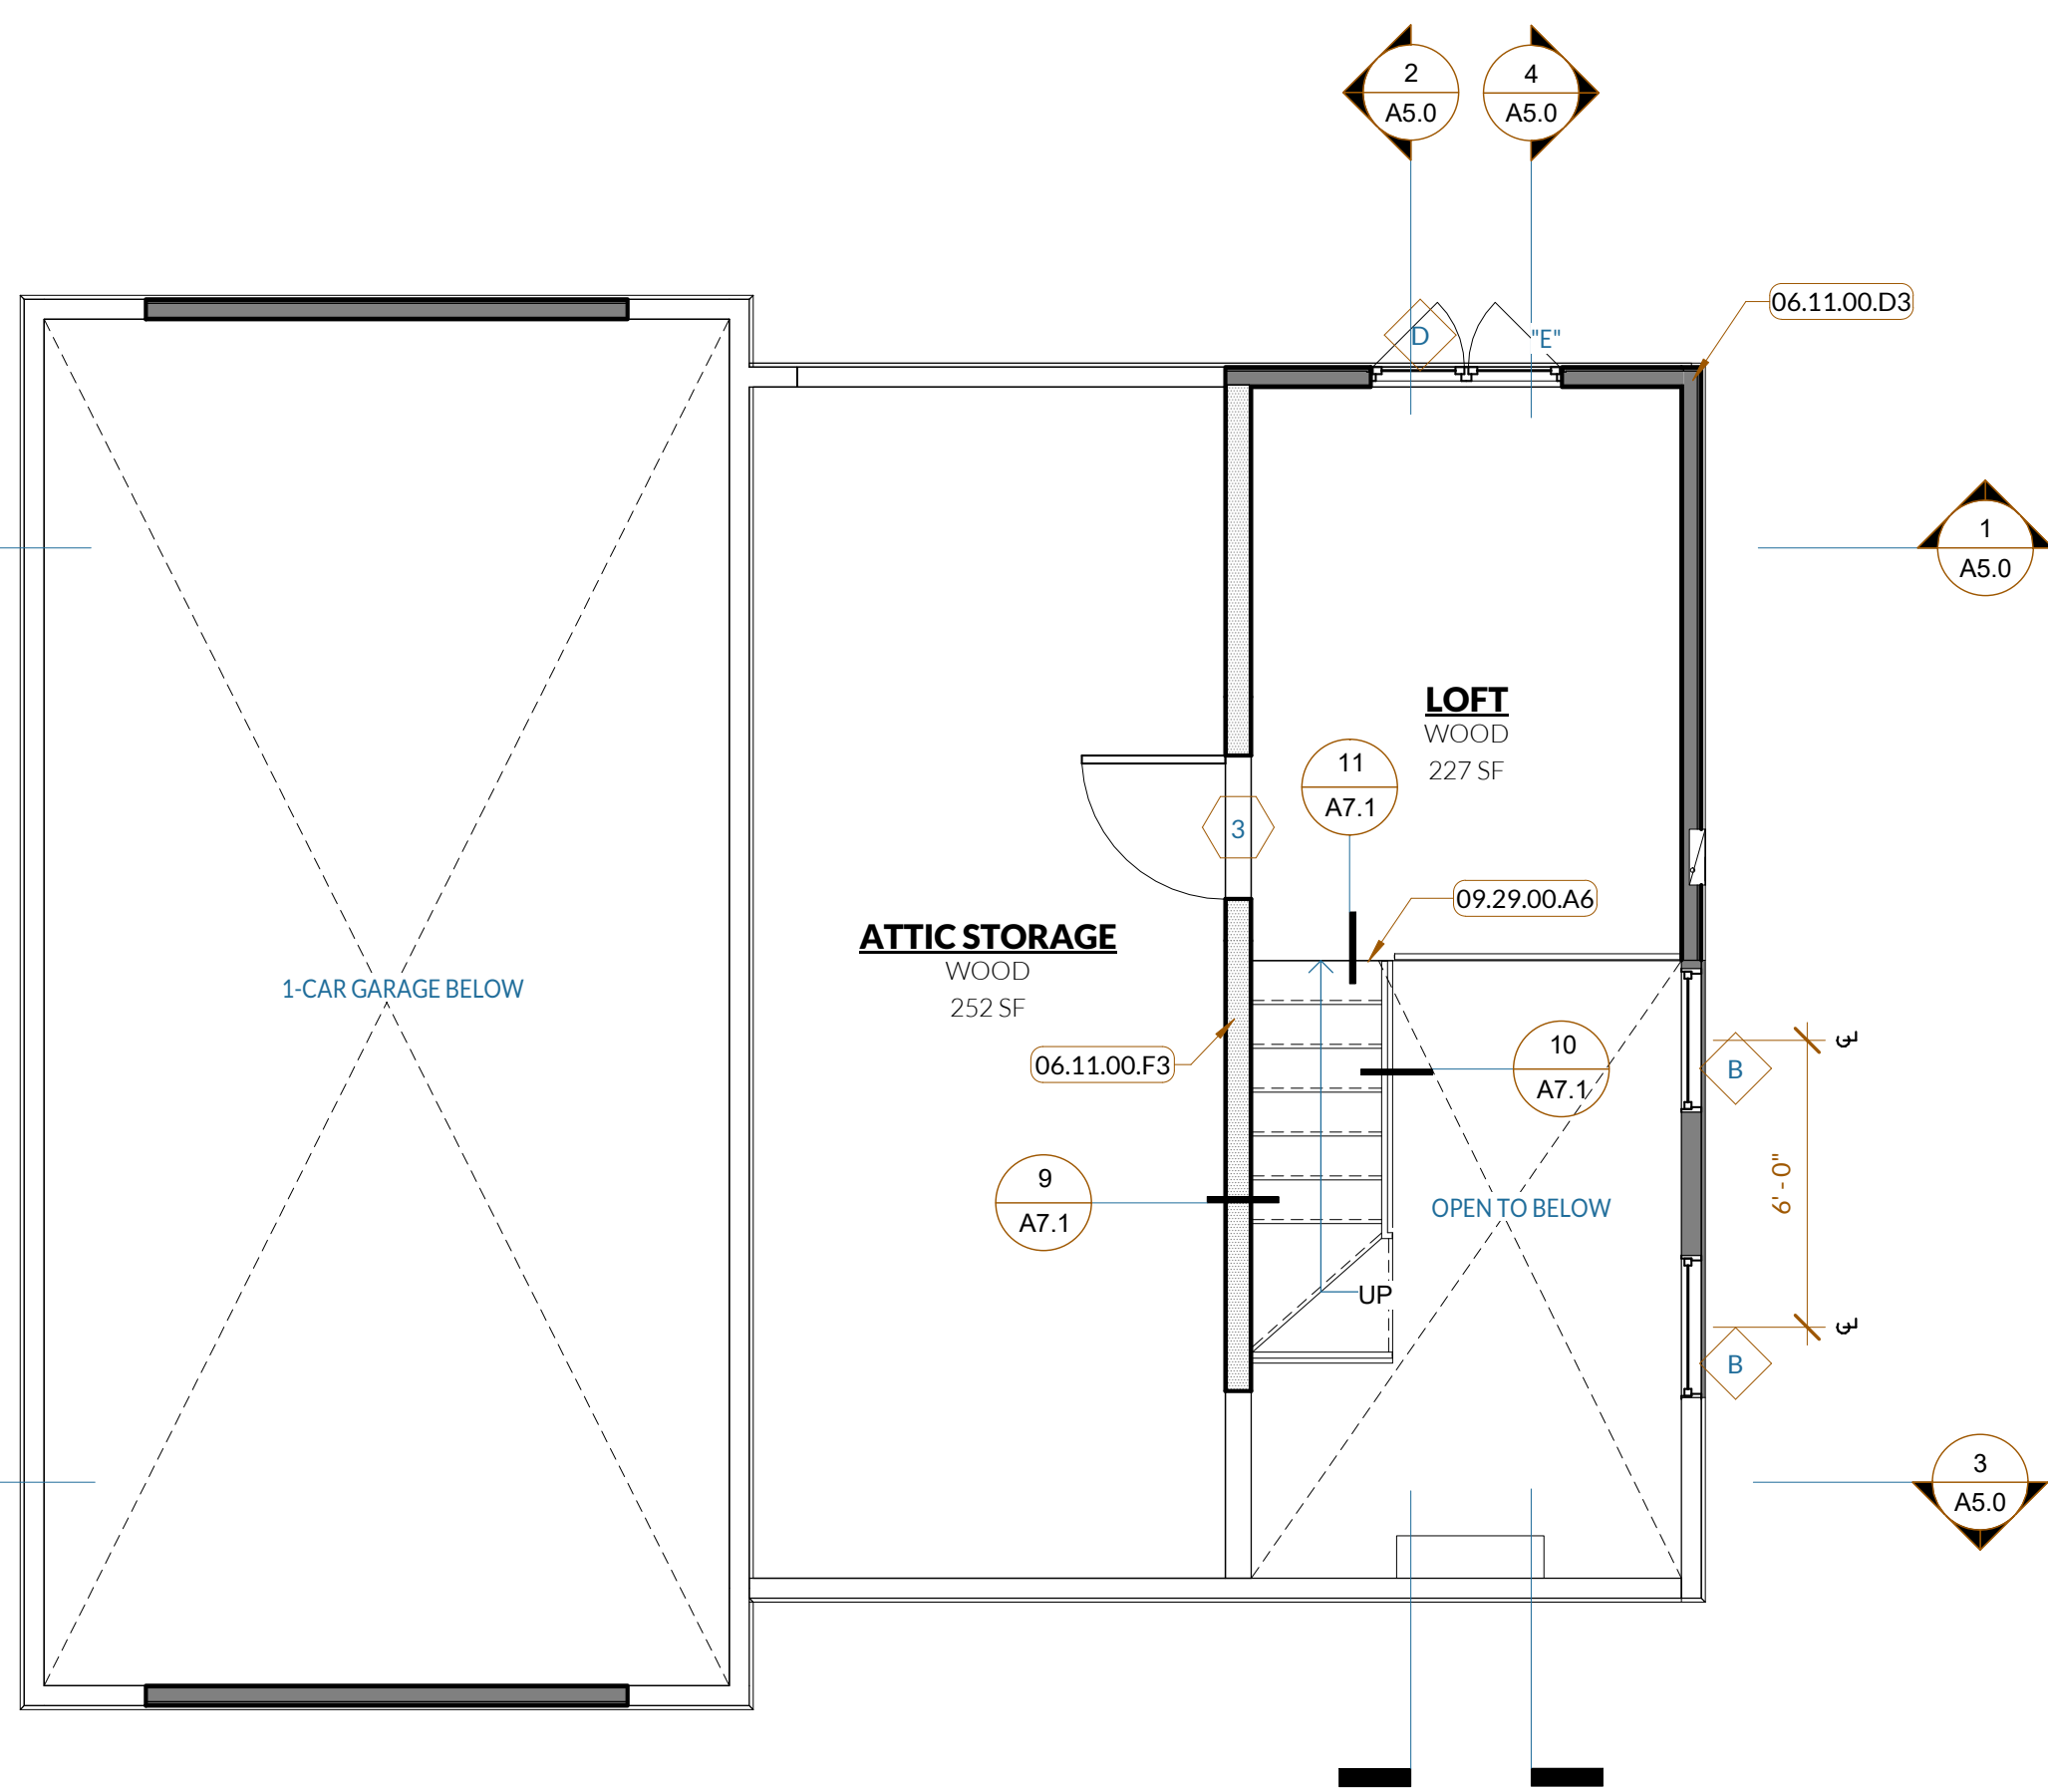 2
A5.0
4
A5.0
06.11.00.D3
D
"E"
1
A5.0
LOFT
WOOD
227 SF
11
A7.1
3
09.29.00.A6
ATTIC STORAGE
WOOD
252 SF
1-CAR GARAGE BELOW
06.11.00.F3
10
A7.1
B
6' - 0"
9
A7.1
OPEN TO BELOW
UP
B
3
A5.0